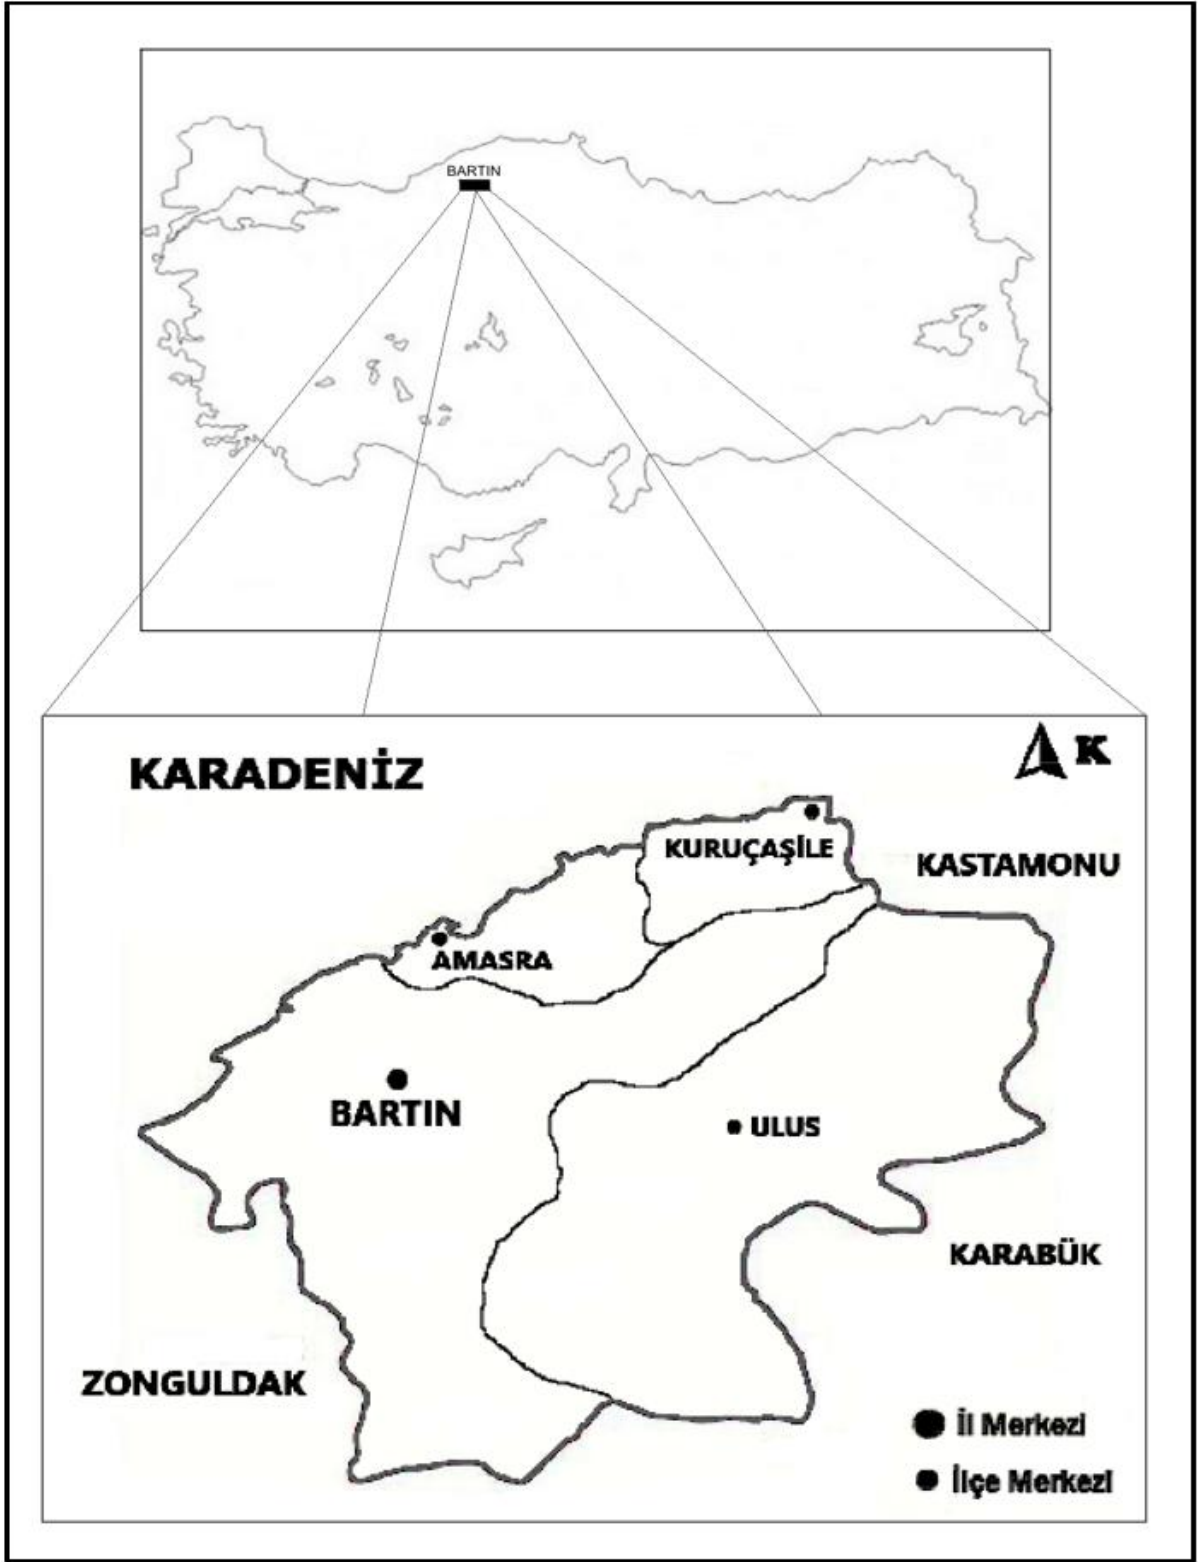 BARTIN
KARADENİZ
K
KURUÇAŞİLE
KASTAMONU
AMASRA
BARTIN
ULUS
KARABÜK
ZONGULDAK
İl Merkezi
İlçe Merkezi